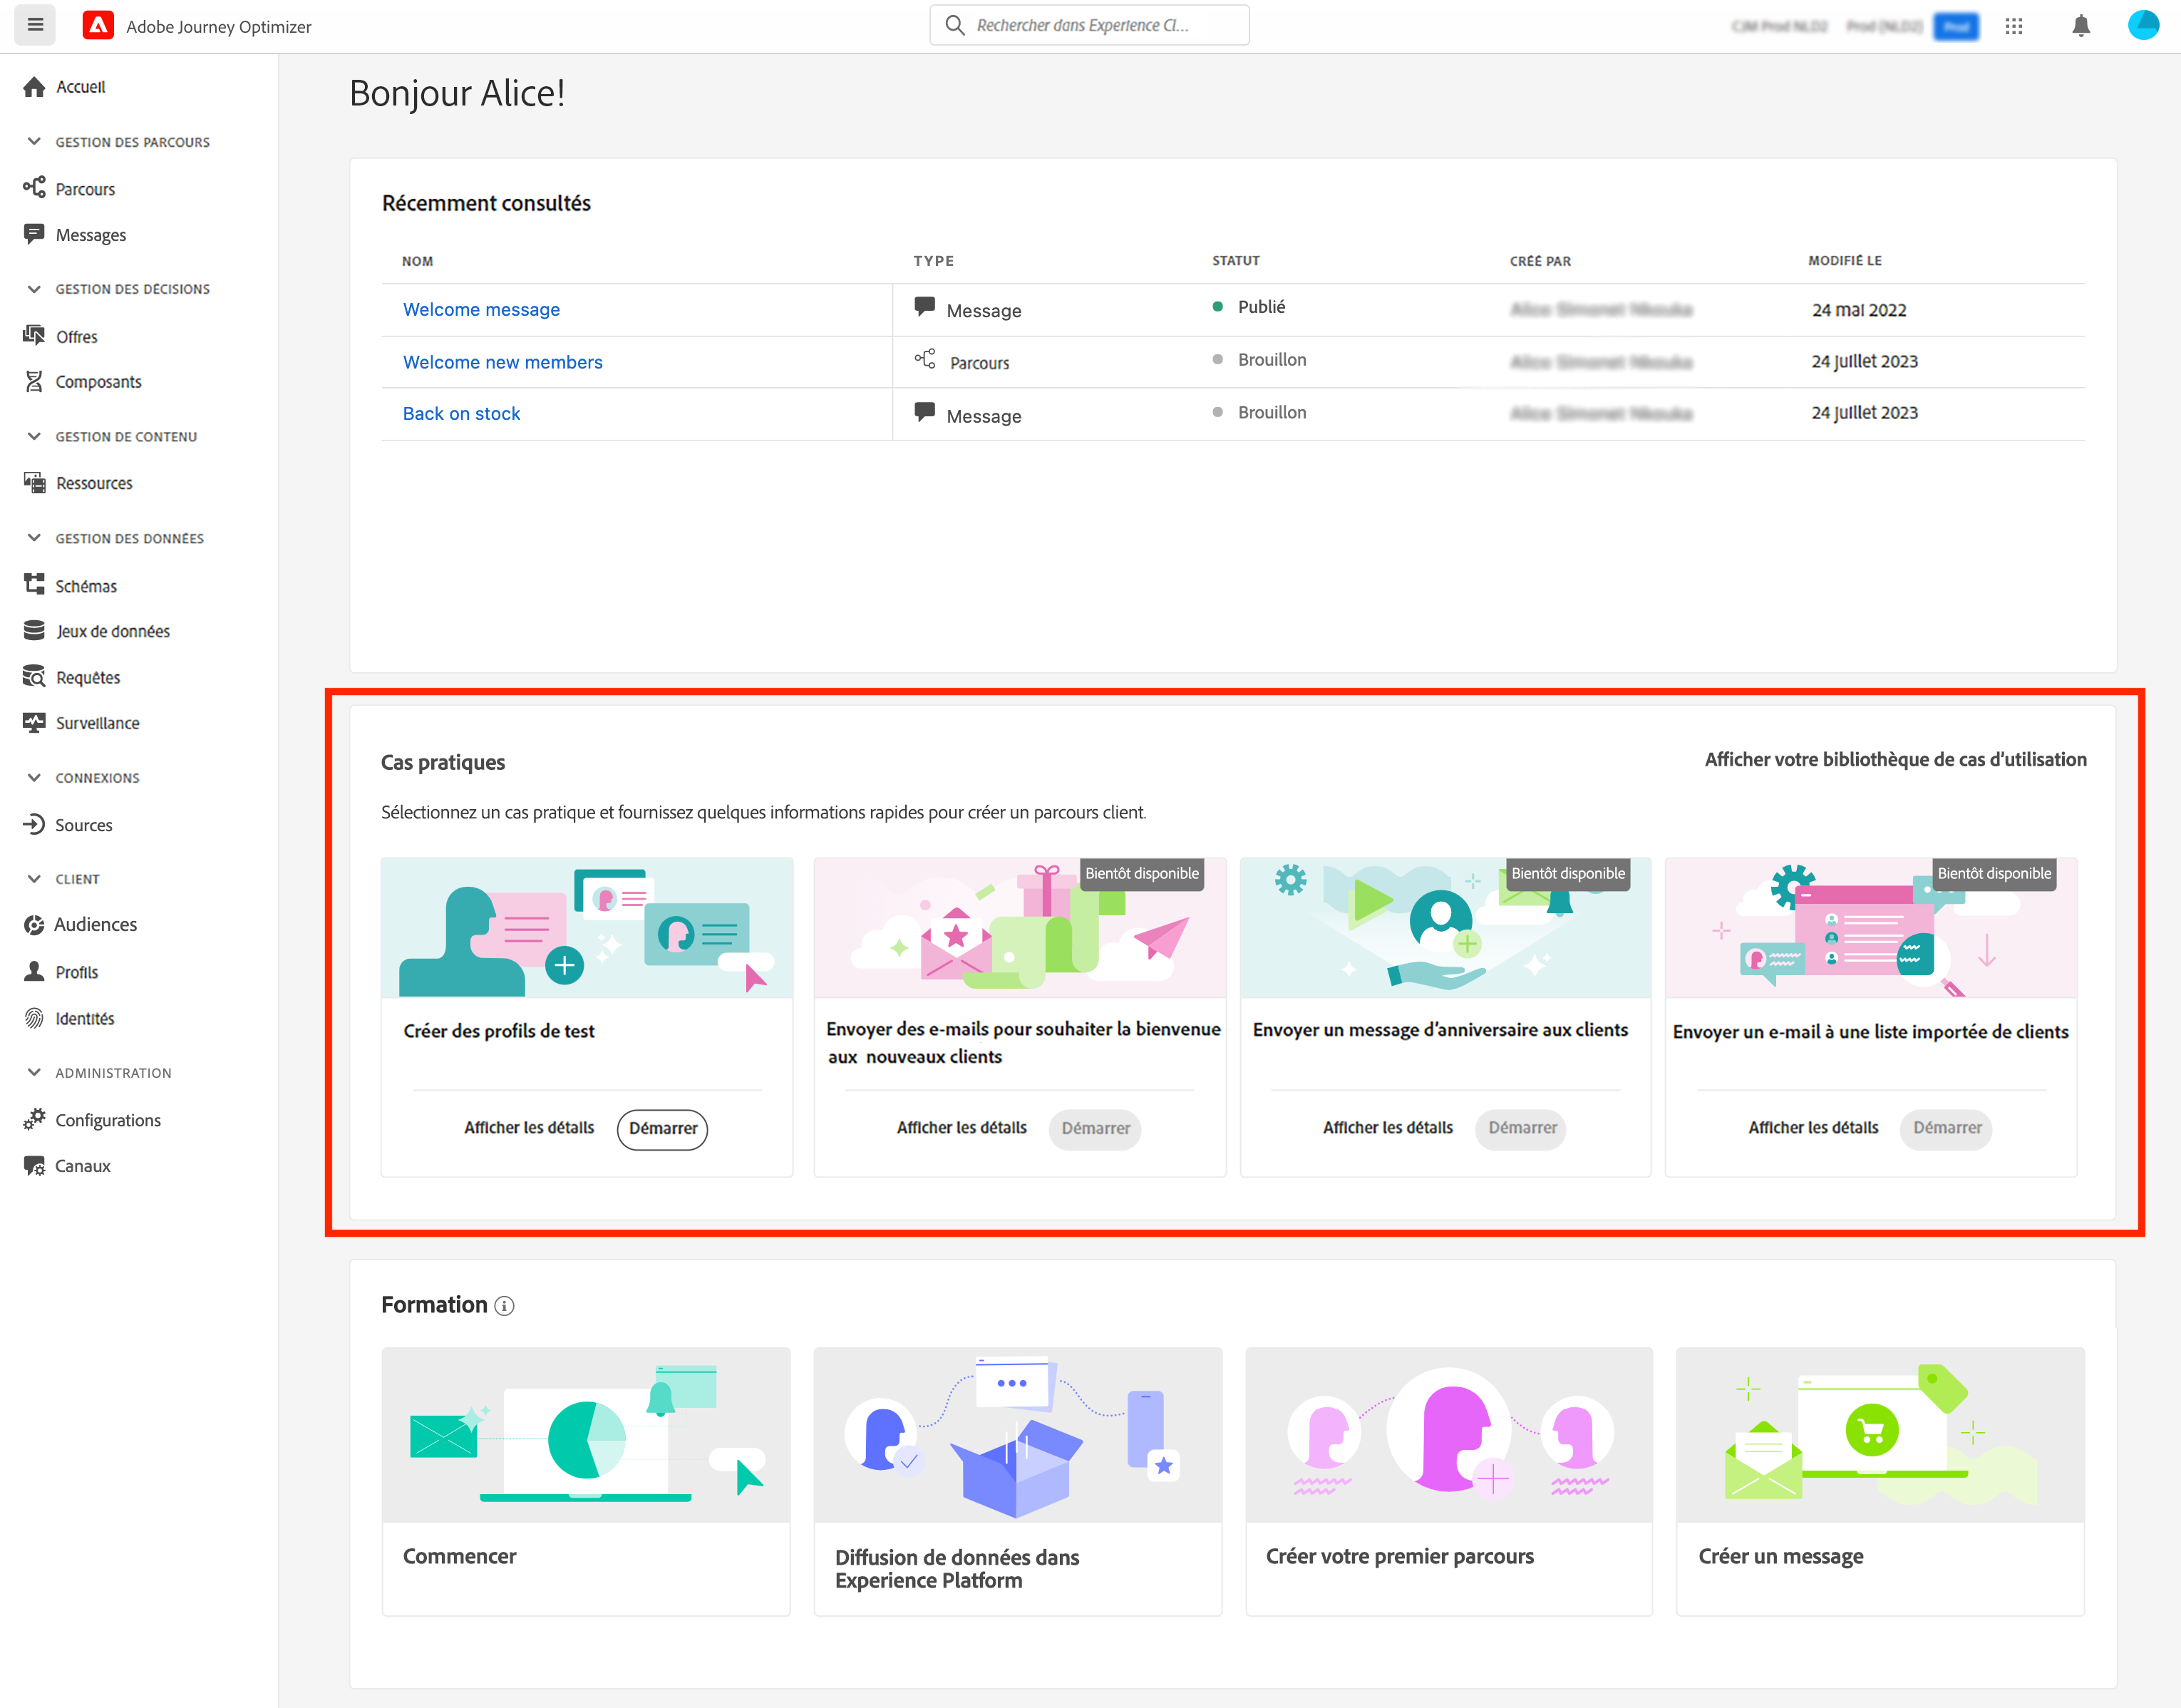 Adobe Journey Optimizer
Rechercher dans Experience Cl...
Prod
Accueil
GESTION DES PARCOURS
Parcours
Messages
GESTION DES DÉCISIONS
Offres
Composants
GESTION DE CONTENU
Ressources
GESTION DES DONNÉES
Schémas
Jeux de données
Requêtes
Surveillance
CONNEXIONS
Sources
CLIENT
Audiences
Profils
Identités
ADMINISTRATION
Configurations
Canaux
Bonjour Alice!
Récemment consultés
NOM TYPE STATUT CRÉÉ PAR MODIFIÉ LE
Welcome message Message Publié 24 mai 2022
Welcome new members Parcours Brouillon 24 juillet 2023
Back on stock Message Brouillon 24 juillet 2023
Cas pratiques
Afficher votre bibliothèque de cas d'utilisation
Sélectionnez un cas pratique et fournissez quelques informations rapides pour créer un parcours client.
Créer des profils de test
Afficher les détails Démarrer
Bientôt disponible
Envoyer des e-mails pour souhaiter la bienvenue
aux nouveaux clients
Afficher les détails Démarrer
Bientôt disponible
Envoyer un message d'anniversaire aux clients
Afficher les détails Démarrer
Bientôt disponible
Envoyer un e-mail à une liste importée de clients
Afficher les détails Démarrer
Formation
Commencer
Diffusion de données dans
Experience Platform
Créer votre premier parcours
Créer un message